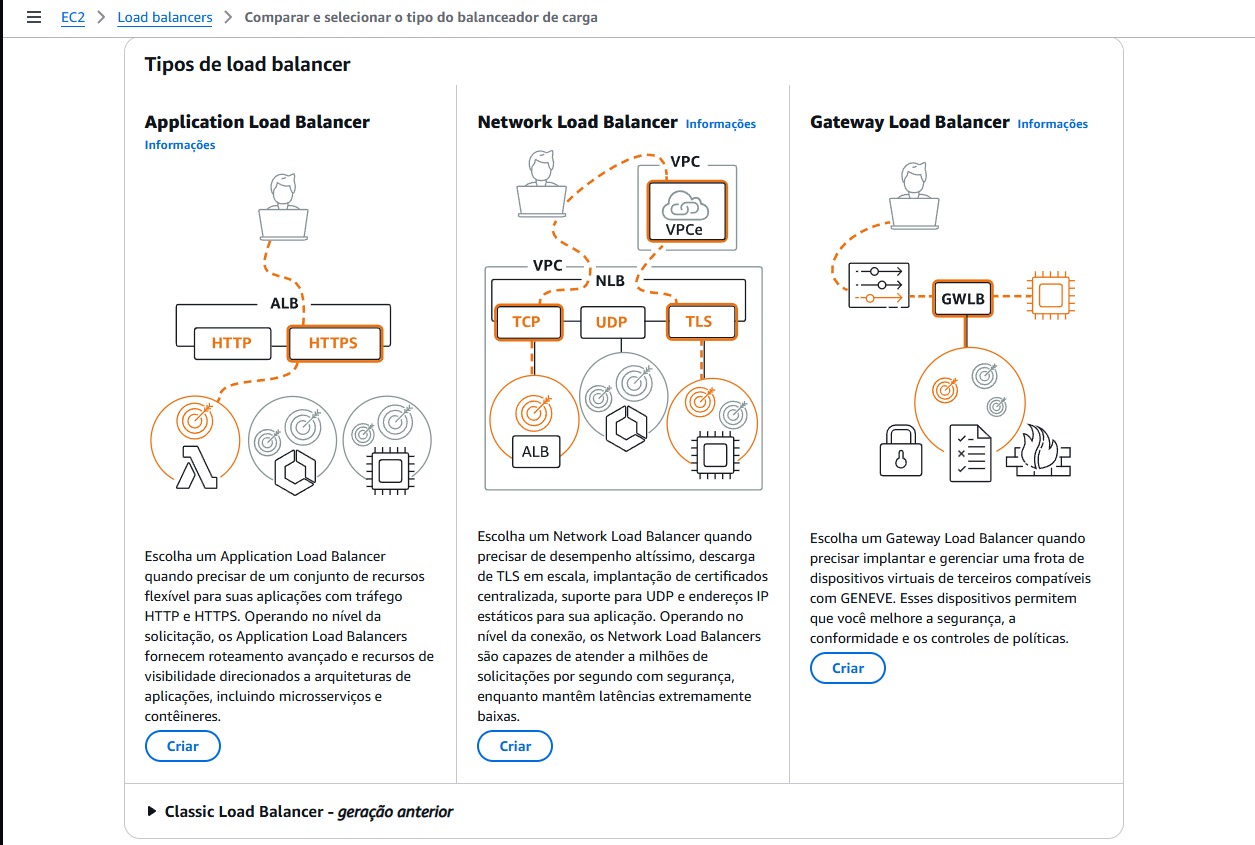 EC2 > Load balancers > Comparar e selecionar o tipo do balanceador de carga
Tipos de load balancer
Application Load Balancer
Informações
ALB
HTTP
HTTPS
Escolha um Application Load Balancer
quando precisar de um conjunto de recursos
flexível para suas aplicações com tráfego
HTTP e HTTPS. Operando no nível da
solicitação, os Application Load Balancers
fornecem roteamento avançado e recursos de
visibilidade direcionados a arquiteturas de
aplicações, incluindo microsserviços e
contêineres.
Criar
Network Load Balancer Informações
VPC
VPCe
VPC
NLB
TCP
UDP
TLS
ALB
Escolha um Network Load Balancer quando
precisar de desempenho altíssimo, descarga
de TLS em escala, implantação de certificados
centralizada, suporte para UDP e endereços IP
estáticos para sua aplicação. Operando no
nível da conexão, os Network Load Balancers
são capazes de atender a milhões de
solicitações por segundo com segurança,
enquanto mantêm latências extremamente
baixas.
Criar
Gateway Load Balancer Informações
GWLB
Escolha um Gateway Load Balancer quando
precisar implantar e gerenciar uma frota de
dispositivos virtuais de terceiros compatíveis
com GENEVE. Esses dispositivos permitem
que você melhore a segurança, a
conformidade e os controles de políticas.
Criar
Classic Load Balancer - geração anterior